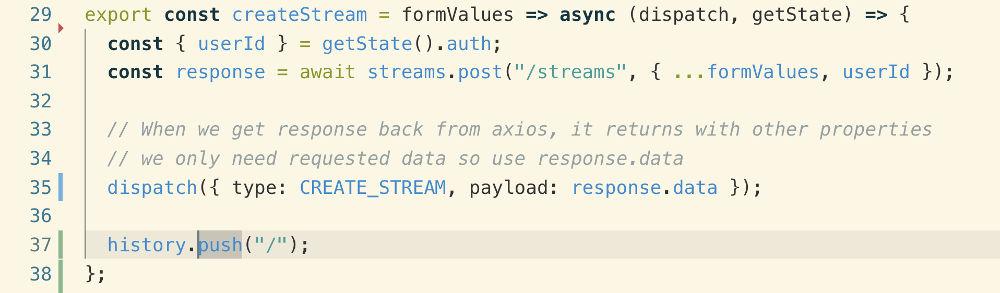 29 export const createStream = formValues => async (dispatch, getState) => {
30 const { userId } = getState().auth;
31 const response = await streams.post("/streams", { ...formValues, userId });
32
33 // When we get response back from axios, it returns with other properties
34 // we only need requested data so use response.data
35 dispatch({ type: CREATE_STREAM, payload: response.data });
36
37 history.push("/");
38 };